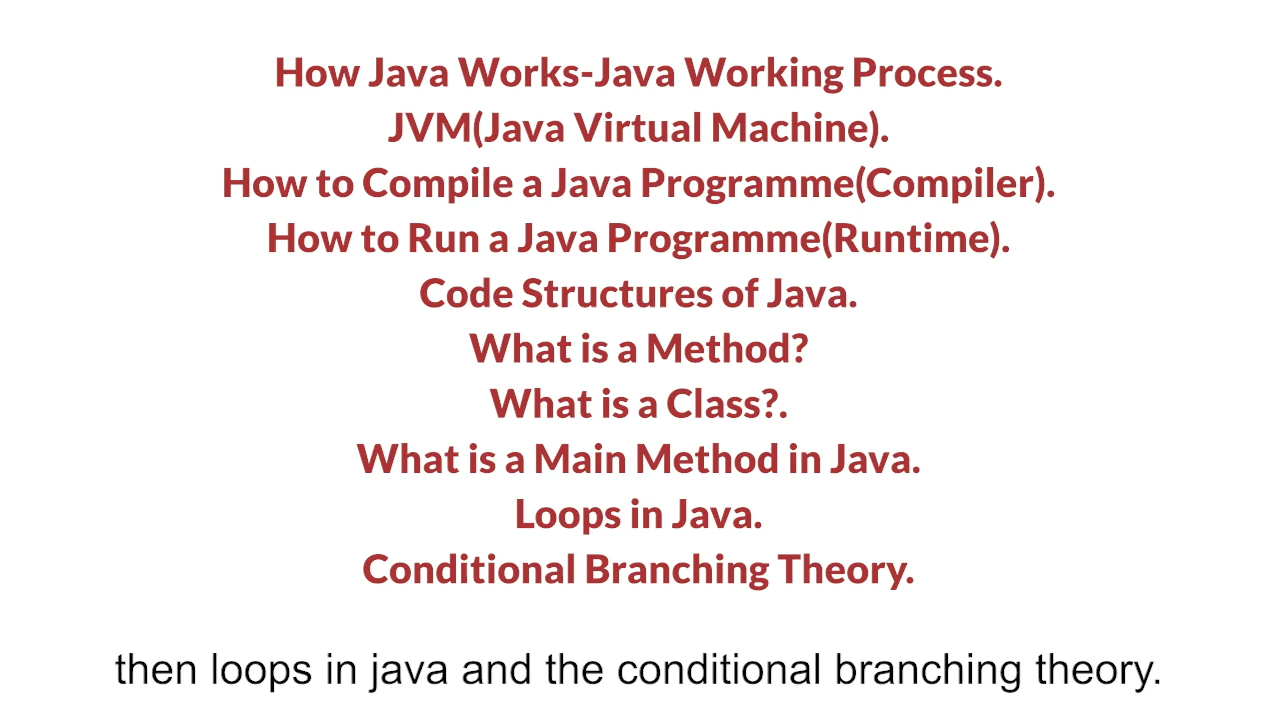 How Java Works-Java Working Process.
JVM(Java Virtual Machine).
How to Compile a Java Programme(Compiler).
How to Run a Java Programme(Runtime).
Code Structures of Java.
What is a Method?
What is a Class?.
What is a Main Method in Java.
Loops in Java.
Conditional Branching Theory.
then loops in java and the conditional branching theory.